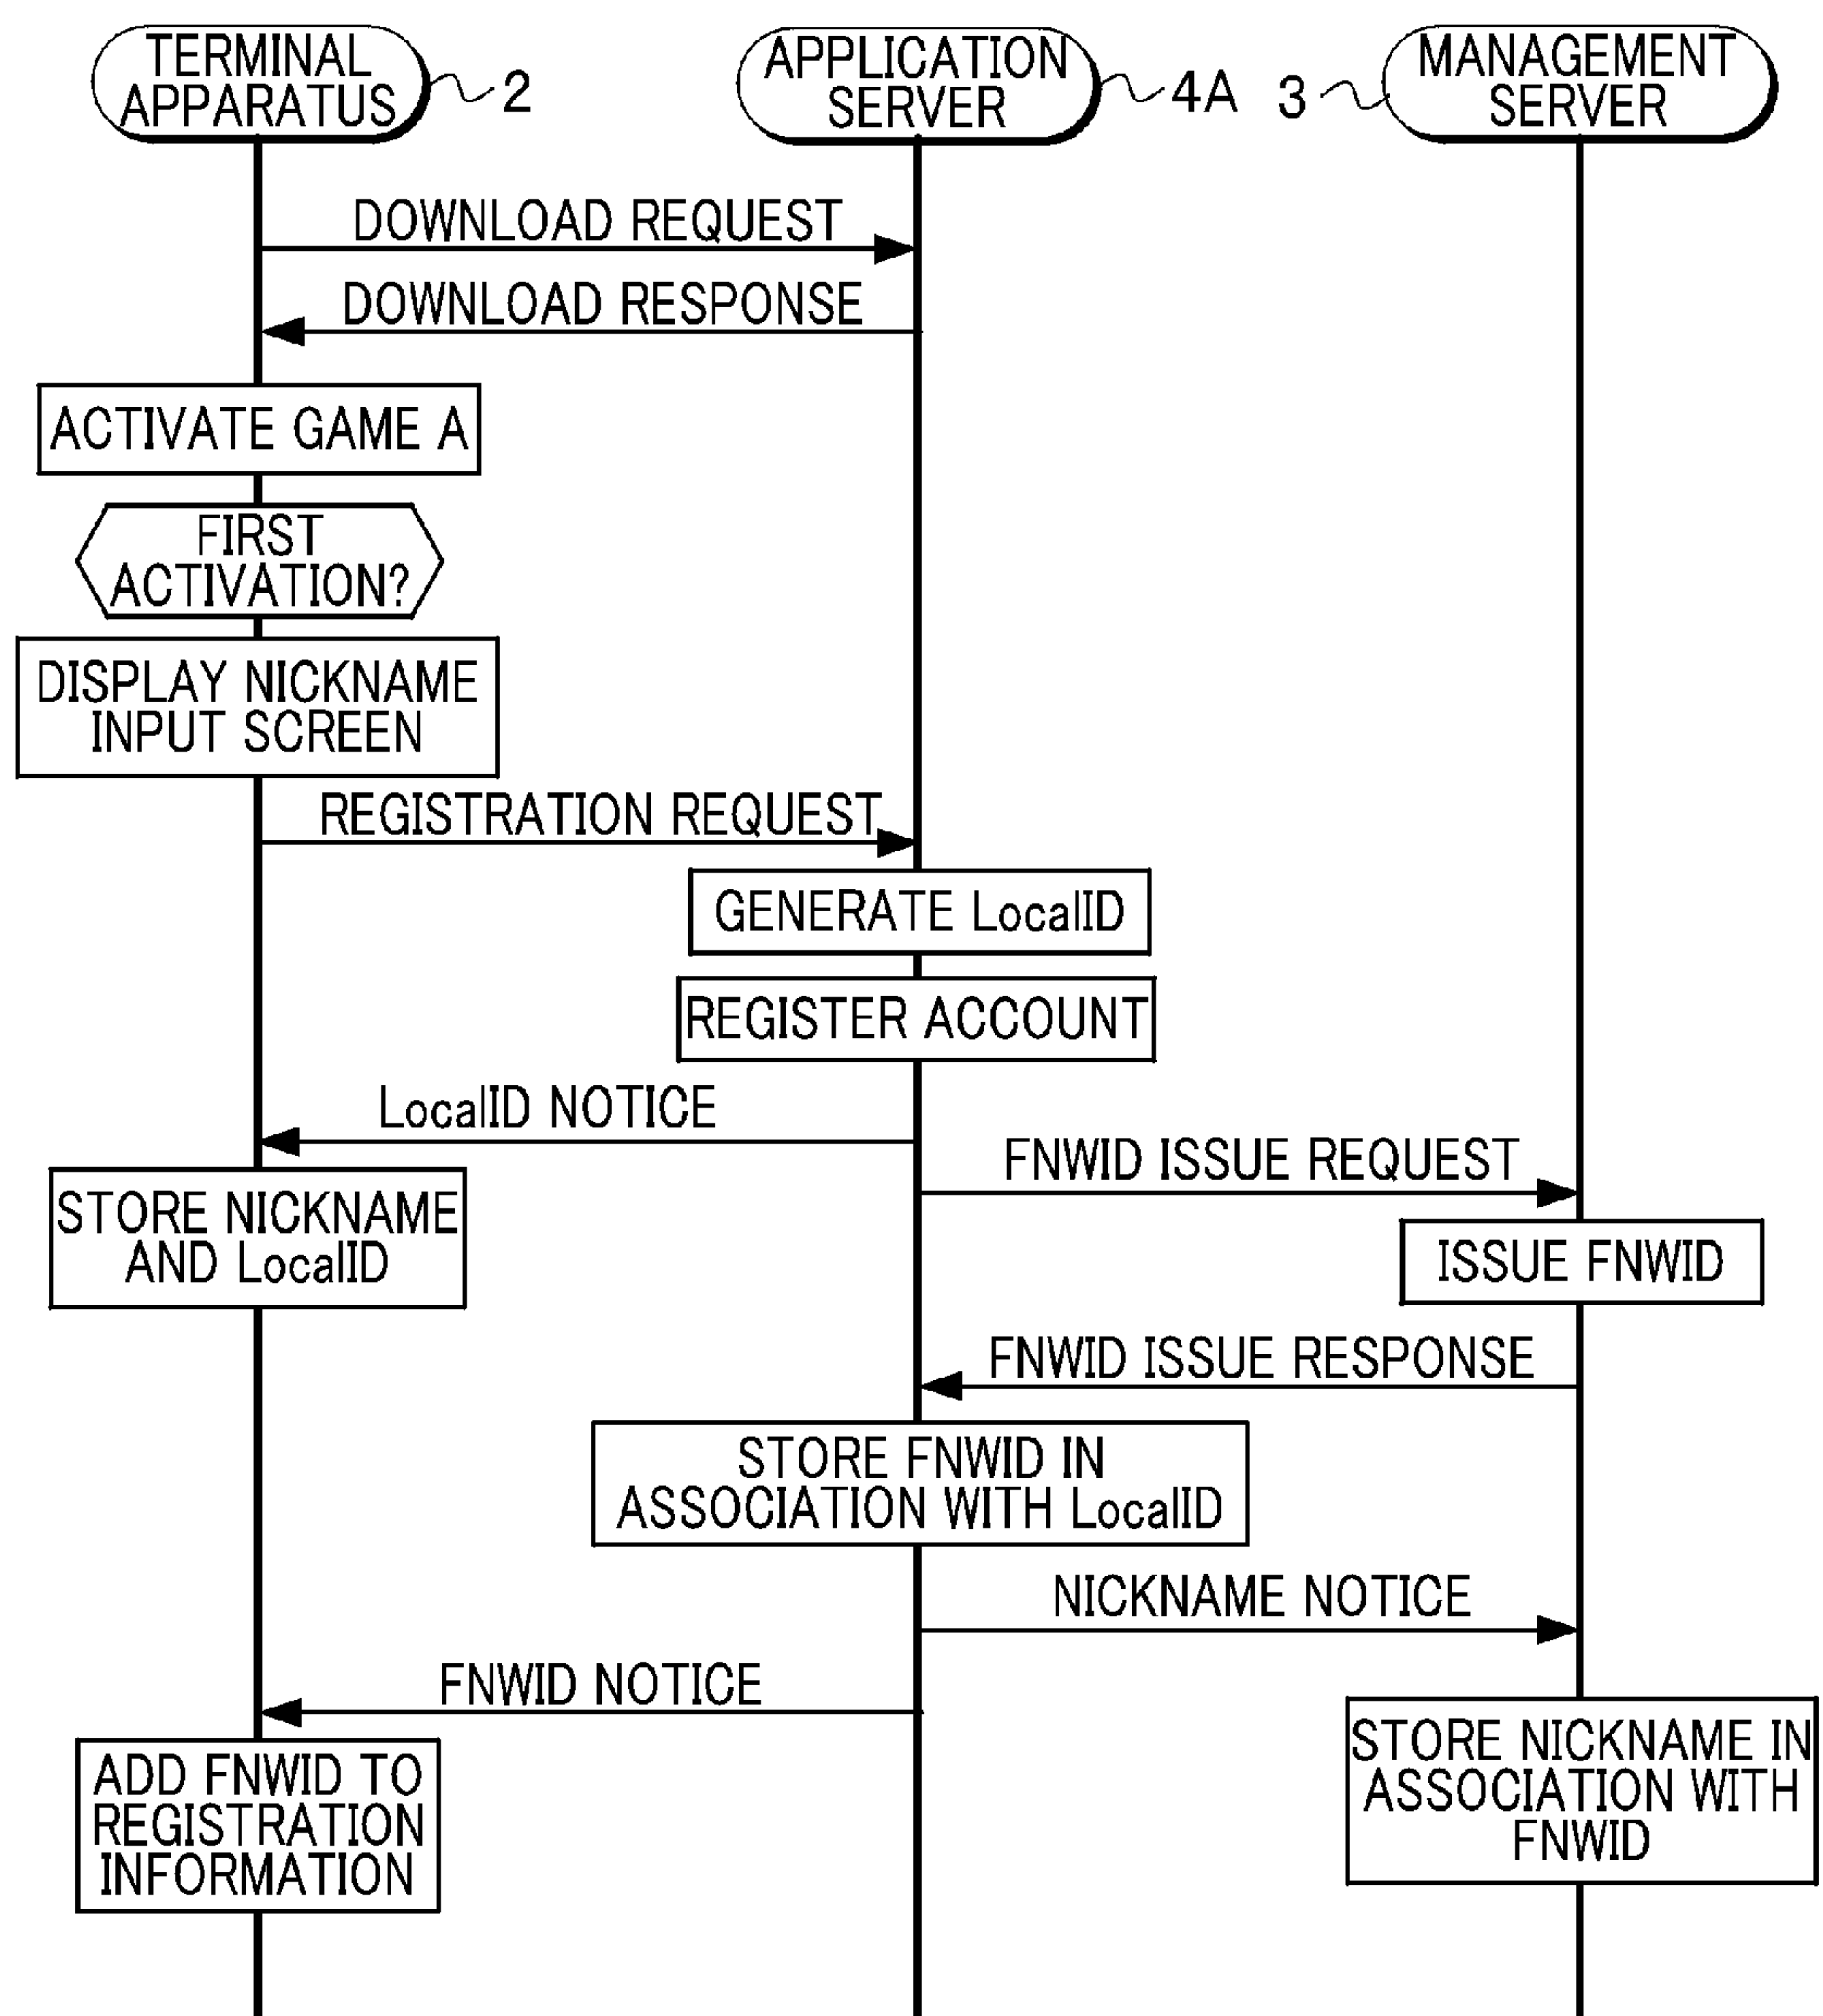 TERMINAL
APPARATUS
2
APPLICATION
SERVER
4A
3
MANAGEMENT
SERVER
DOWNLOAD REQUEST
DOWNLOAD RESPONSE
ACTIVATE GAME A
FIRST
ACTIVATION?
DISPLAY NICKNAME
INPUT SCREEN
REGISTRATION REQUEST
GENERATE LocalID
REGISTER ACCOUNT
LocalID NOTICE
FNWID ISSUE REQUEST
STORE NICKNAME
AND LocalID
ISSUE FNWID
FNWID ISSUE RESPONSE
STORE FNWID IN
ASSOCIATION WITH LocalID
NICKNAME NOTICE
FNWID NOTICE
ADD FNWID TO
REGISTRATION
INFORMATION
STORE NICKNAME IN
ASSOCIATION WITH
FNWID